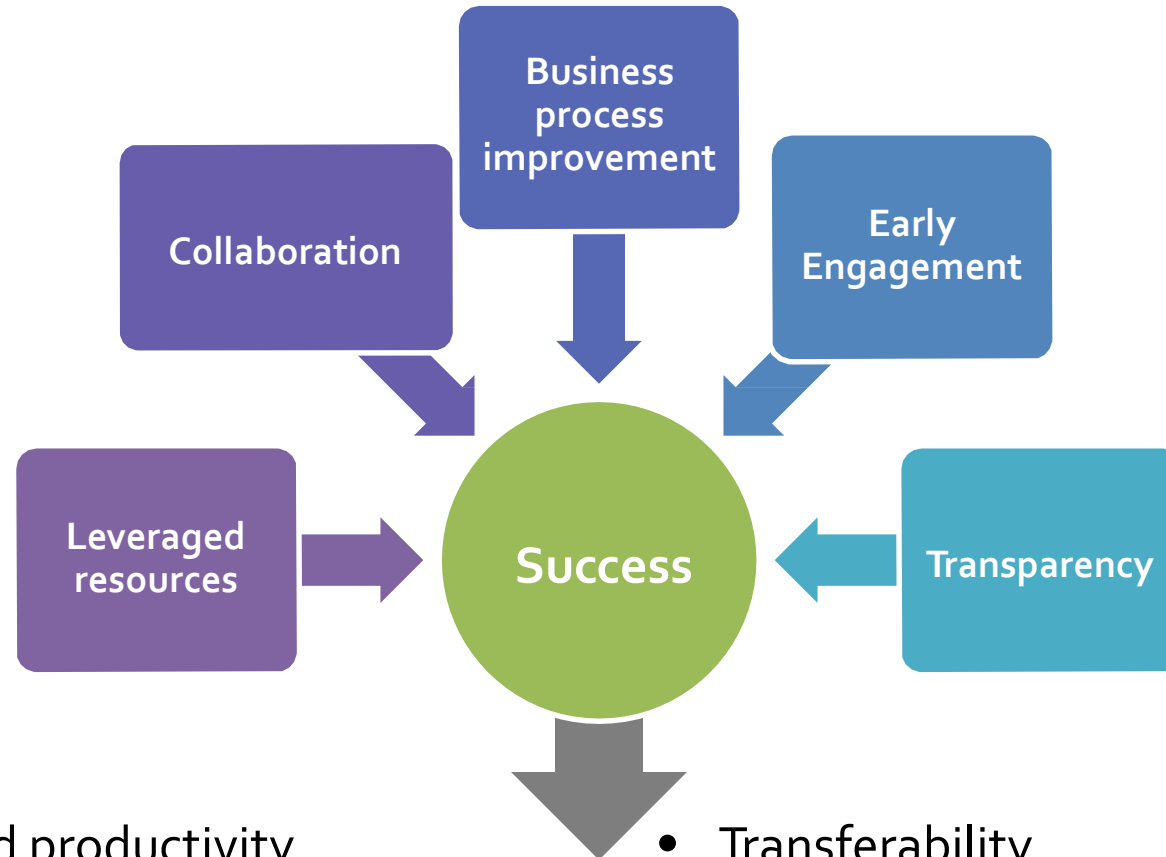 Business
process
improvement
Collaboration
Early
Engagement
Leveraged
resources
Success
Transparency
d productivity
• Transferability